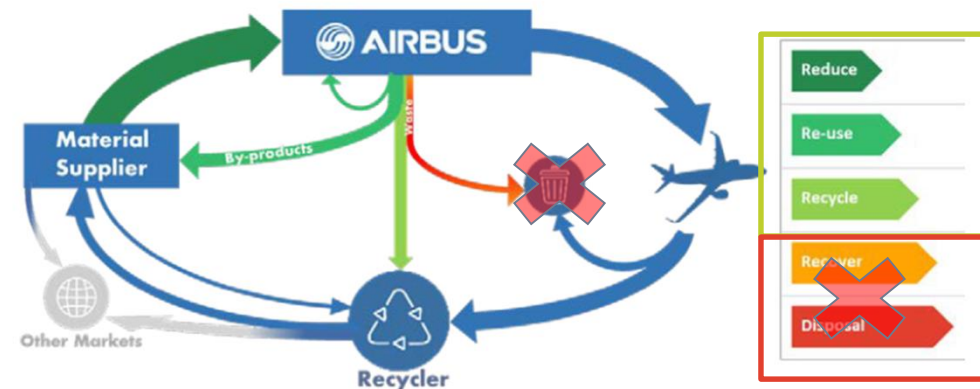 AIRBUS
Material
Supplier
By-products
Waste
Other Markets
Recycler
Reduce
Re-use
Recycle
Recover
Disposal